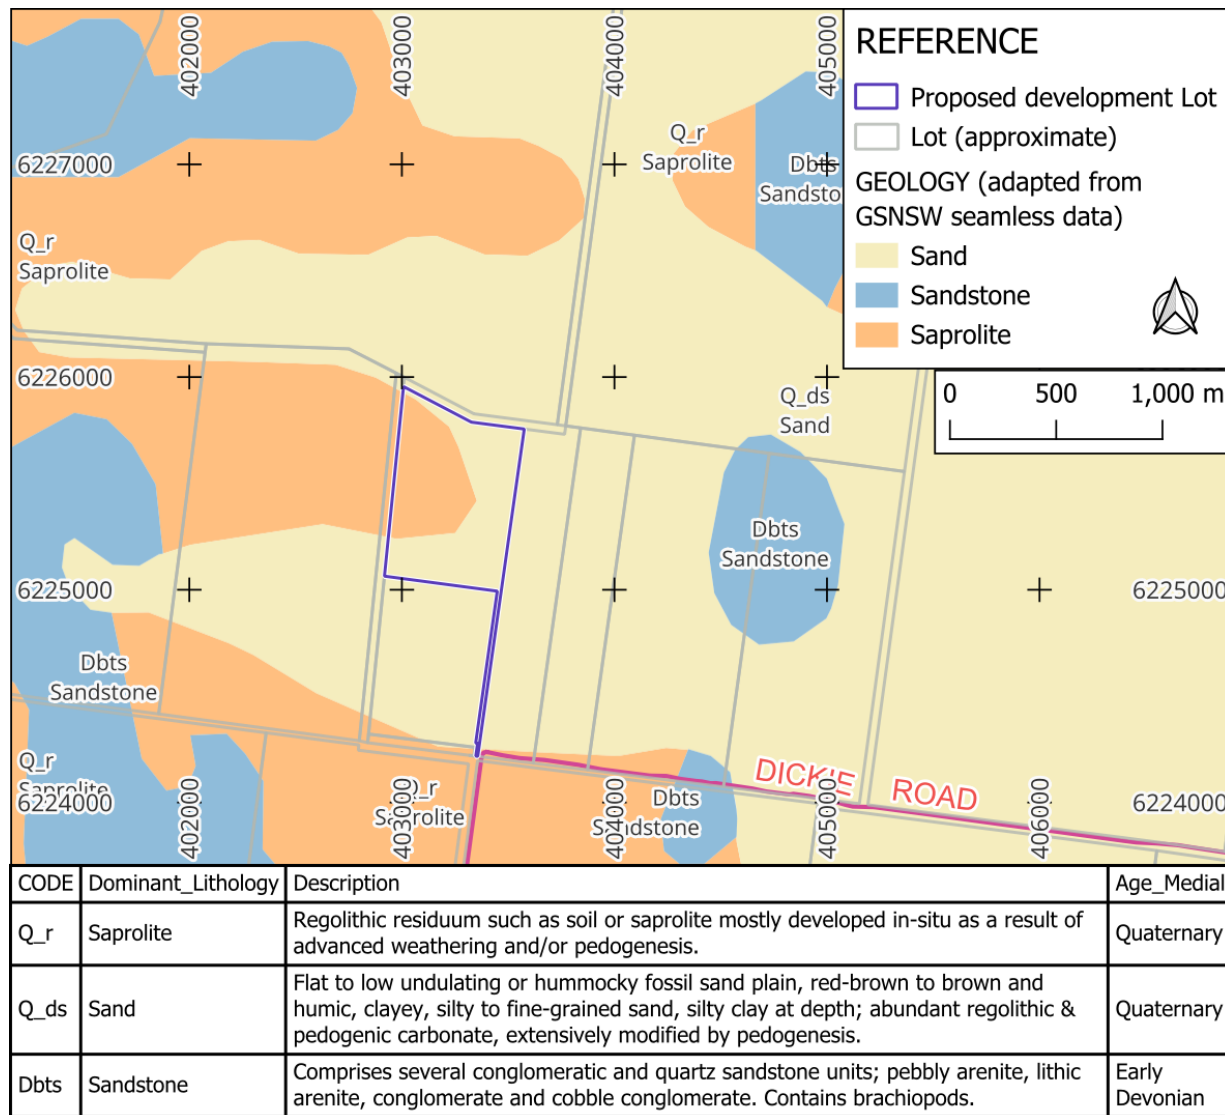 402000
403000
404000
405000
REFERENCE
Proposed development Lot
Lot (approximate)
GEOLOGY (adapted from
GSNSW seamless data)
Sand
Sandstone
Saprolite
0 500 1,000 m
6227000
Q_r
Saprolite
Dbts
Sandsto
Q_r
Saprolite
6226000
Q_ds
Sand
Dbts
Sandstone
6225000
6225000
Dbts
Sandstone
Q_r
Saprolite
6224000
402000
403000
Q_r
Saprolite
404000
Dbts
Sandstone
DICKIE ROAD
405000
406000
6224000
CODE Dominant_Lithology Description Age_Medial
Q_r Saprolite Regolithic residuum such as soil or saprolite mostly developed in-situ as a result of
advanced weathering and/or pedogenesis. Quaternary
Q_ds Sand Flat to low undulating or hummocky fossil sand plain, red-brown to brown and
humic, clayey, silty to fine-grained sand, silty clay at depth; abundant regolithic &
pedogenic carbonate, extensively modified by pedogenesis. Quaternary
Dbts Sandstone Comprises several conglomeratic and quartz sandstone units; pebbly arenite, lithic
arenite, conglomerate and cobble conglomerate. Contains brachiopods. Early
Devonian